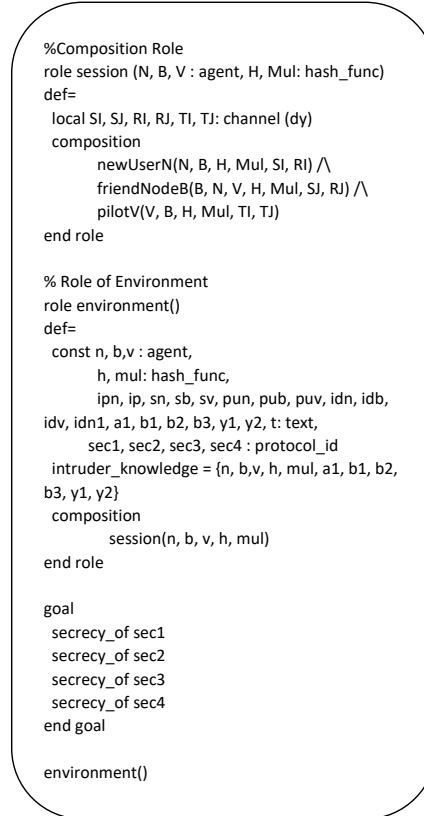 %Composition Role
role session (N, B, V : agent, H, Mul: hash_func)
def=
local SI, SJ, RI, RJ, TI, TJ: channel (dy)
composition
newUserN(N, B, H, Mul, SI, RI) /\
friendNodeB(B, N, V, H, Mul, SJ, RJ) /\
pilotV(V, B, H, Mul, TI, TJ)
end role
% Role of Environment
role environment()
def=
const n, b,v : agent,
h, mul: hash_func,
ipn, ip, sn, sb, sv, pun, pub, puv, idn, idb,
idv, idn1, a1, b1, b2, b3, y1, y2, t: text,
sec1, sec2, sec3, sec4 : protocol_id
intruder_knowledge = {n, b,v, h, mul, a1, b1, b2,
b3, y1, y2}
composition
session(n, b, v, h, mul)
end role
goal
secrecy_of sec1
secrecy_of sec2
secrecy_of sec3
secrecy_of sec4
end goal
environment()